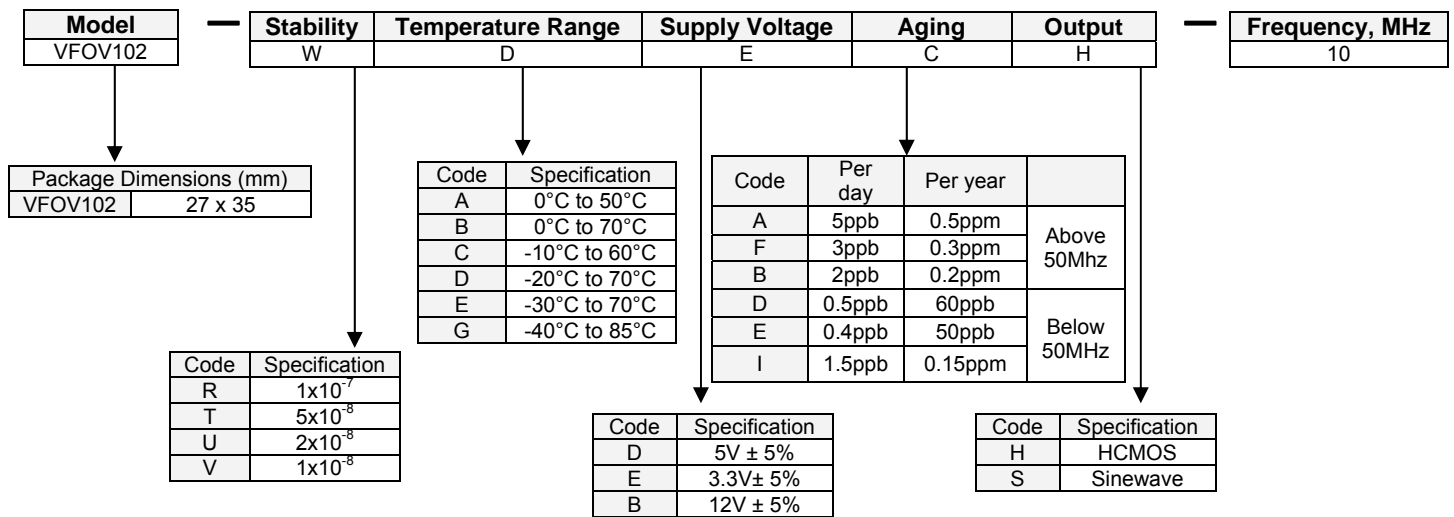 Model — Stability Temperature Range Supply Voltage Aging Output — Frequency, MHz
VFOV102 W D E C H 10
Package Dimensions (mm)
VFOV102 27 x 35
Code Specification
A 0°C to 50°C
B 0°C to 70°C
C -10°C to 60°C
D -20°C to 70°C
E -30°C to 70°C
G -40°C to 85°C
Code Per day Per year
A 5ppb 0.5ppm
F 3ppb 0.3ppm
B 2ppb 0.2ppm
Above 50Mhz
D 0.5ppb 60ppb
E 0.4ppb 50ppb
I 1.5ppb 0.15ppm
Below 50MHz
Code Specification
R 1x10⁻⁷
T 5x10⁻⁸
U 2x10⁻⁸
V 1x10⁻⁸
Code Specification
D 5V ± 5%
E 3.3V± 5%
B 12V ± 5%
Code Specification
H HCMOS
S Sinewave